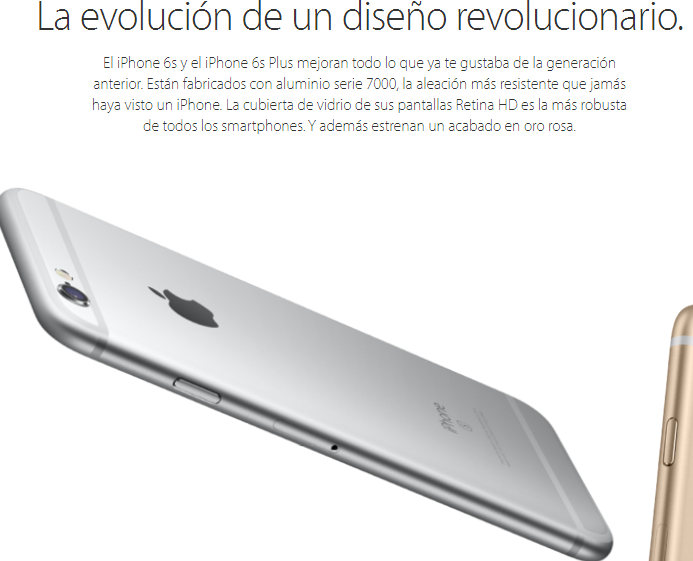 La evolución de un diseño revolucionario.
El iPhone 6s y el iPhone 6s Plus mejoran todo lo que ya te gustaba de la generación
anterior. Están fabricados con aluminio serie 7000, la aleación más resistente que jamás
haya visto un iPhone. La cubierta de vidrio de sus pantallas Retina HD es la más robusta
de todos los smartphones. Y además estrenan un acabado en oro rosa.
iPhone
S